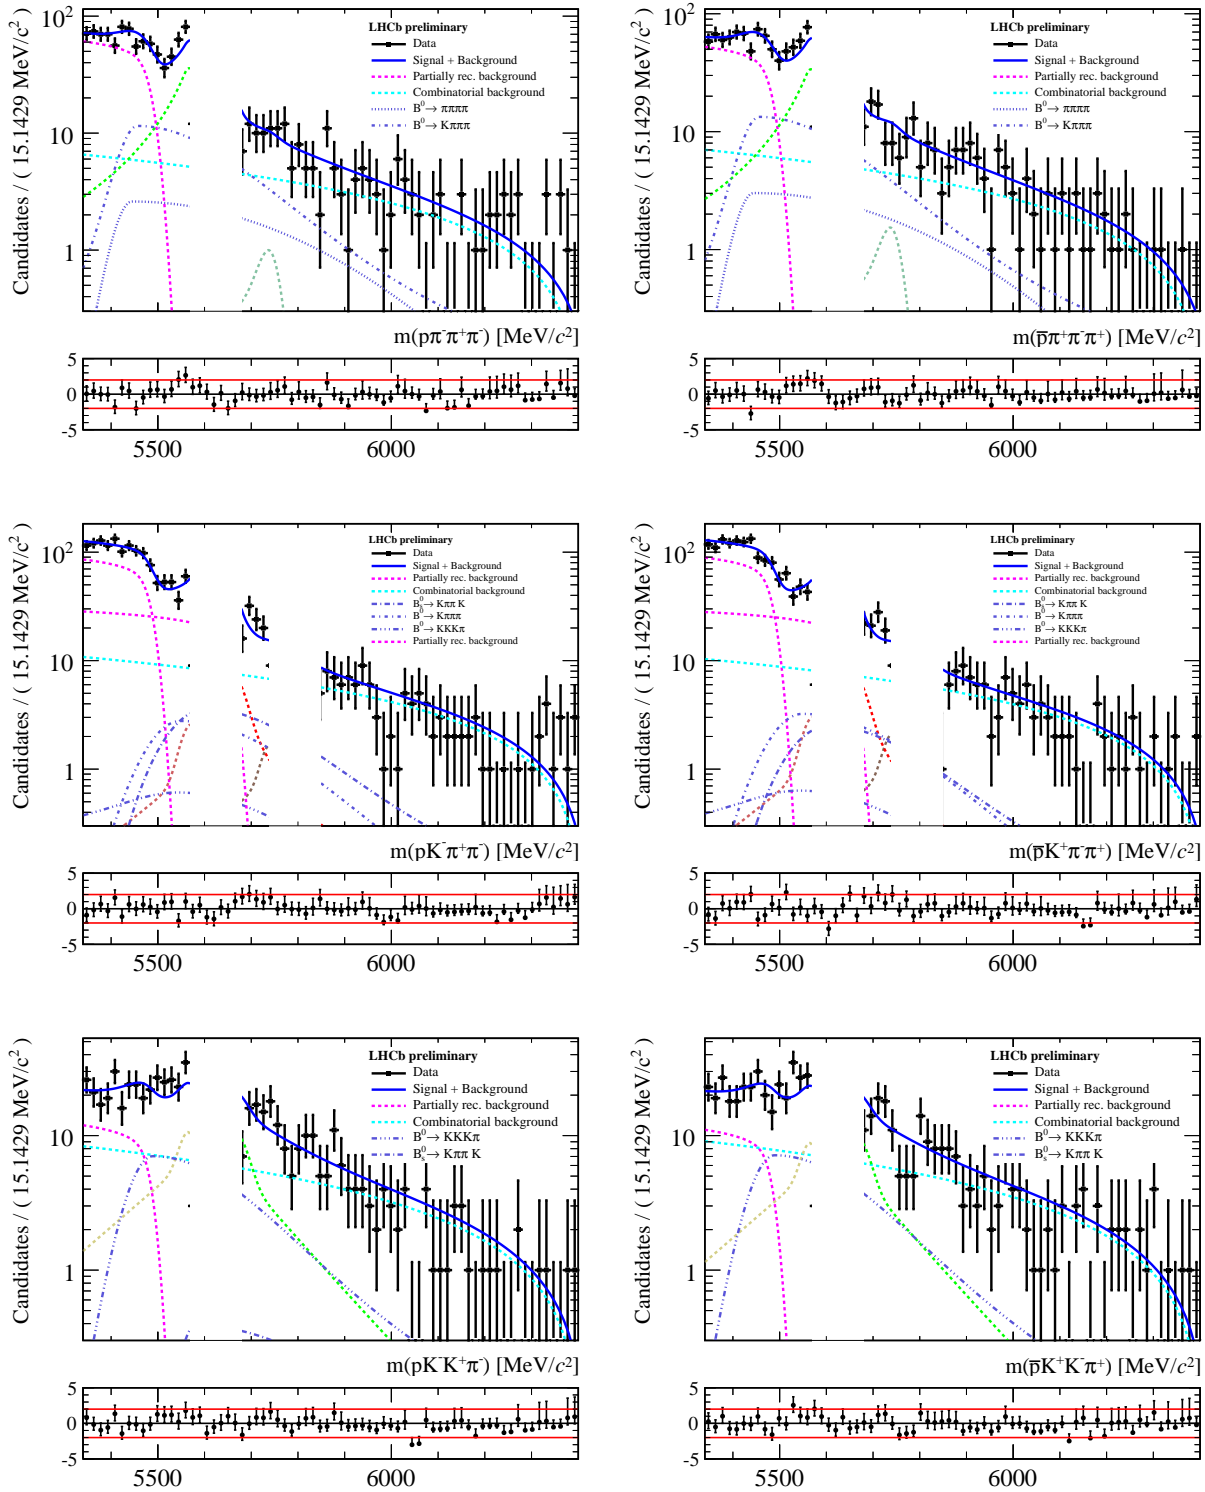 Candidates / ( 15.1429 MeV/c² )
10²
10
1
LHCb preliminary
Data
Signal + Background
Partially rec. background
Combinatorial background
B⁰→ ππππ
B⁰→ Kπππ
m(pπ⁻π⁺π⁻) [MeV/c²]
5
0
-5
5500 6000
Candidates / ( 15.1429 MeV/c² )
10²
10
1
LHCb preliminary
Data
Signal + Background
Partially rec. background
Combinatorial background
B⁰→ ππππ
B⁰→ Kπππ
m(p̅π⁺π⁻π⁺) [MeV/c²]
5
0
-5
5500 6000
Candidates / ( 15.1429 MeV/c² )
10²
10
1
LHCb preliminary
Data
Signal + Background
Partially rec. background
Combinatorial background
B⁰ₛ→ Kππ K
B⁰→ Kπππ
B⁰→ KKKπ
Partially rec. background
m(pK⁻π⁺π⁻) [MeV/c²]
5
0
-5
5500 6000
Candidates / ( 15.1429 MeV/c² )
10²
10
1
LHCb preliminary
Data
Signal + Background
Partially rec. background
Combinatorial background
B⁰ₛ→ Kππ K
B⁰→ Kπππ
B⁰→ KKKπ
Partially rec. background
m(p̅K⁺π⁻π⁺) [MeV/c²]
5
0
-5
5500 6000
Candidates / ( 15.1429 MeV/c² )
10
1
LHCb preliminary
Data
Signal + Background
Partially rec. background
Combinatorial background
B⁰→ KKKπ
B⁰ₛ→ Kππ K
m(pK⁻K⁺π⁻) [MeV/c²]
5
0
-5
5500 6000
Candidates / ( 15.1429 MeV/c² )
10
1
LHCb preliminary
Data
Signal + Background
Partially rec. background
Combinatorial background
B⁰→ KKKπ
B⁰ₛ→ Kππ K
m(p̅K⁺K⁻π⁺) [MeV/c²]
5
0
-5
5500 6000